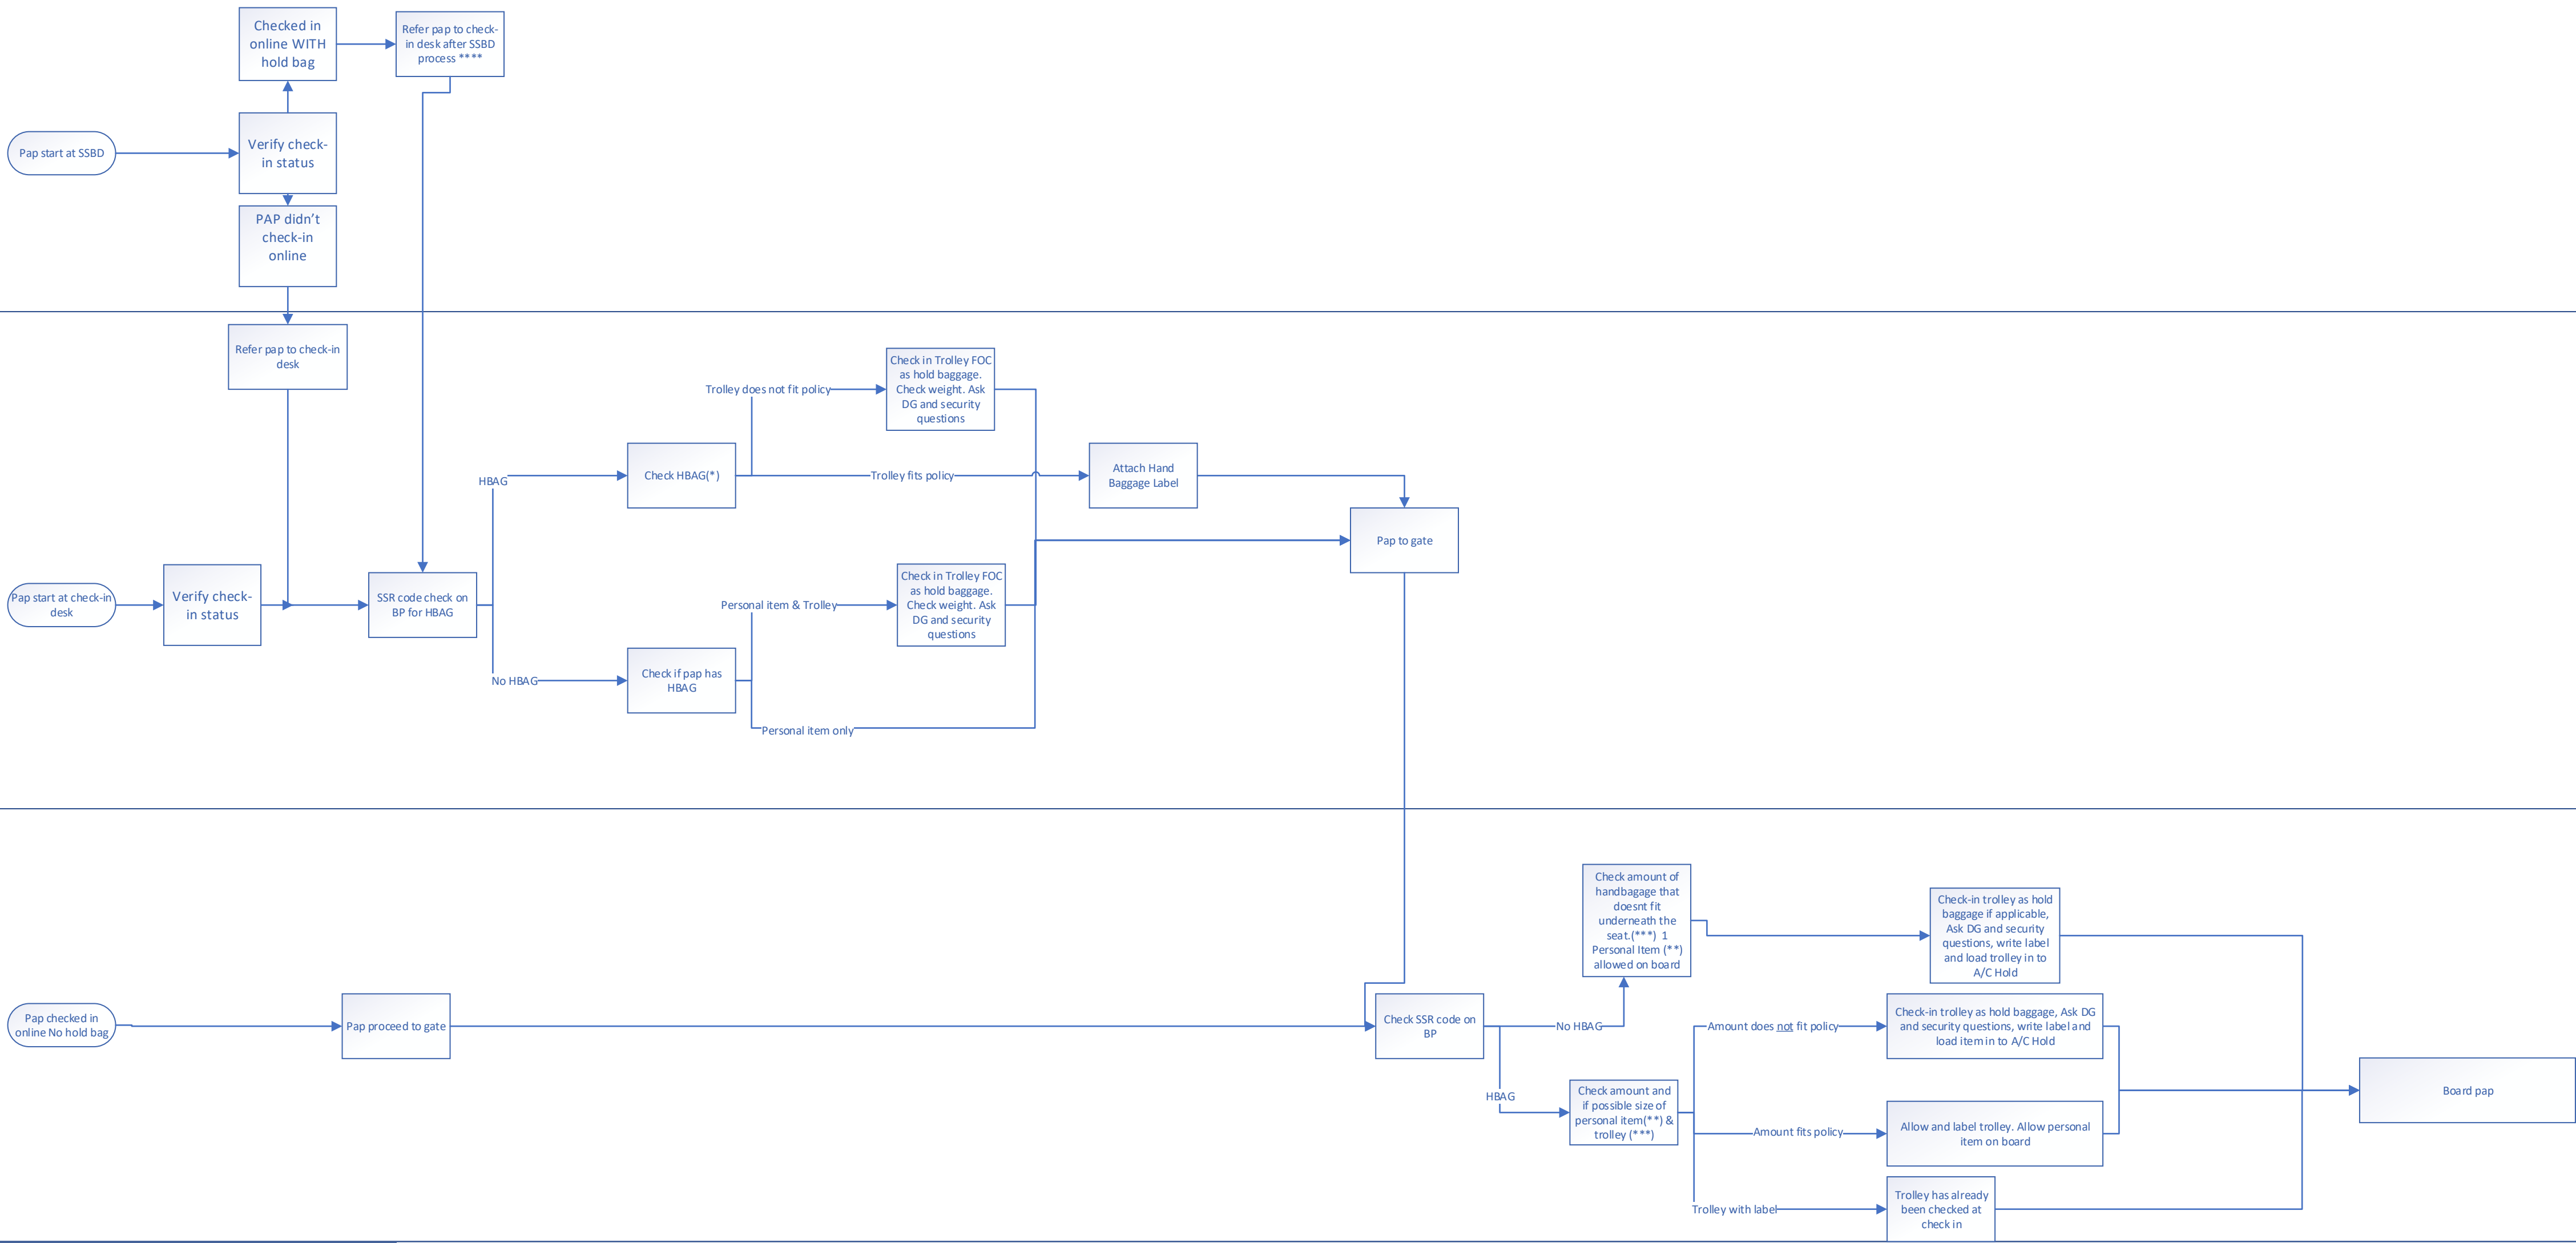 Checked in
online WITH
hold bag
Refer pap to check-
in desk after SSBD
process ****
Pap start at SSBD
Verify check-
in status
PAP didn’t
check-in
online
Refer pap to check-in
desk
Trolley does not fit policy
Check in Trolley FOC
as hold baggage.
Check weight. Ask
DG and security
questions
HBAG
Check HBAG(*)
Trolley fits policy
Attach Hand
Baggage Label
Pap to gate
Pap start at check-in
desk
Verify check-
in status
SSR code check on
BP for HBAG
Personal item & Trolley
Check in Trolley FOC
as hold baggage.
Check weight. Ask
DG and security
questions
No HBAG
Check if pap has
HBAG
Personal item only
Check amount of
handbagage that
doesnt fit
underneath the
seat.(***) 1
Personal Item (**)
allowed on board
Check-in trolley as hold
baggage if applicable,
Ask DG and security
questions, write label
and load trolley in to
A/C Hold
Pap checked in
online No hold bag
Pap proceed to gate
Check SSR code on
BP
No HBAG
Amount does not fit policy
Check-in trolley as hold baggage, Ask DG
and security questions, write label and
load item in to A/C Hold
HBAG
Check amount and
if possible size of
personal item(**) &
trolley (***)
Amount fits policy
Allow and label trolley. Allow personal
item on board
Board pap
Trolley with label
Trolley has already
been checked at
check in